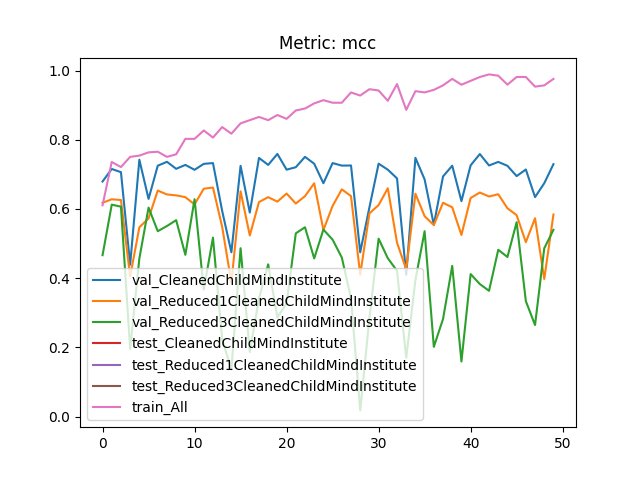 Metric: mcc
1.0
0.8
0.6
0.4
0.2
0.0
val_CleanedChildMindInstitute
val_Reduced1CleanedChildMindInstitute
val_Reduced3CleanedChildMindInstitute
test_CleanedChildMindInstitute
test_Reduced1CleanedChildMindInstitute
test_Reduced3CleanedChildMindInstitute
train_All
0 10 20 30 40 50